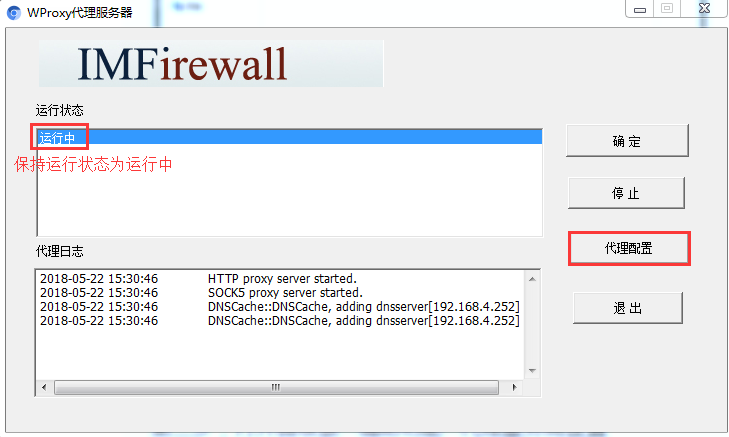 WProxy代理服务器
IMFirewall
运行状态
运行中
保持运行状态为运行中
确 定
停 止
代理配置
退 出
代理日志
2018-05-22 15:30:46 HTTP proxy server started.
2018-05-22 15:30:46 SOCK5 proxy server started.
2018-05-22 15:30:46 DNSCache::DNSCache, adding dnsserver[192.168.4.252]
2018-05-22 15:30:46 DNSCache::DNSCache, adding dnsserver[192.168.4.252]